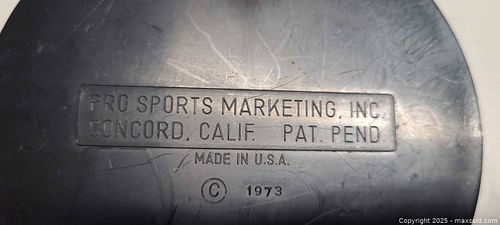 PRO SPORTS MARKETING, INC.
CONCORD, CALIF. PAT. PEND
MADE IN U.S.A.
© 1973
Copyright 2025 - maxsold.com